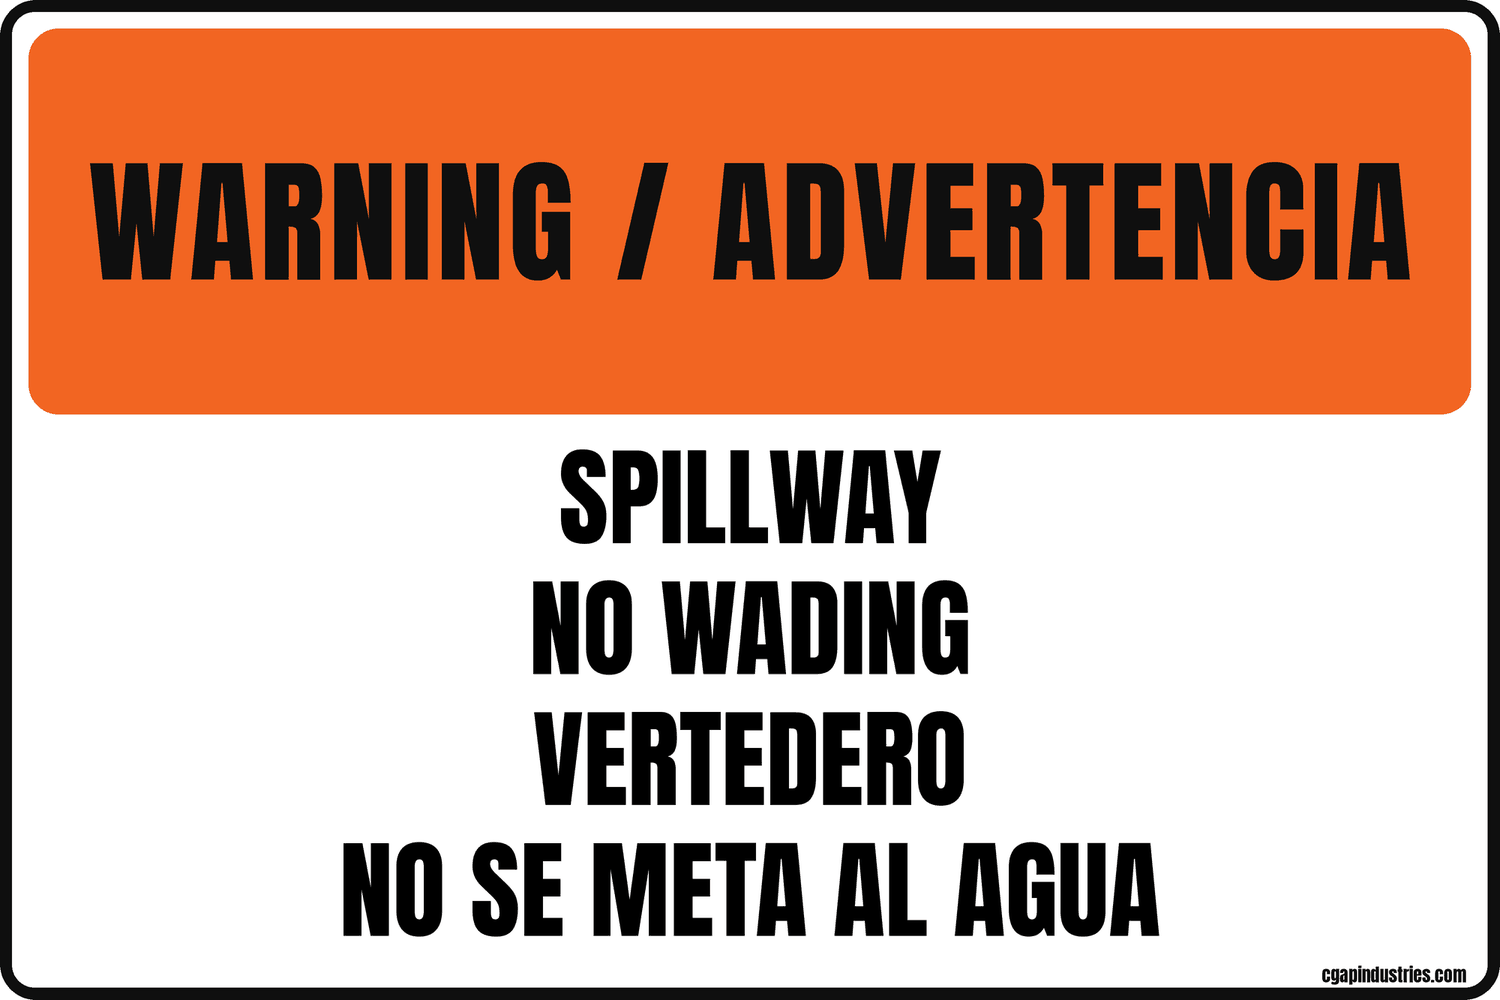 WARNING / ADVERTENCIA
SPILLWAY
NO WADING
VERTEDERO
NO SE META AL AGUA
cgapindustries.com